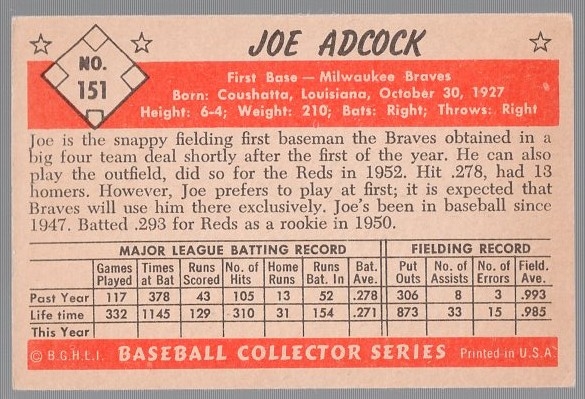 JOE ADCOCK
NO.
151
First Base — Milwaukee Braves
Born: Coushatta, Louisiana, October 30, 1927
Height: 6-4; Weight: 210; Bats: Right; Throws: Right
Joe is the snappy fielding first baseman the Braves obtained in a
big four team deal shortly after the first of the year. He can also
play the outfield, did so for the Reds in 1952. Hit .278, had 13
homers. However, Joe prefers to play at first; it is expected that
Braves will use him there exclusively. Joe's been in baseball since
1947. Batted .293 for Reds as a rookie in 1950.
MAJOR LEAGUE BATTING RECORD FIELDING RECORD
Games Times Runs No. of Home Runs Bat. Put No. of No. of Field.
Played at Bat Scored Hits Runs Bat. In Ave. Outs Assists Errors Ave.
Past Year 117 378 43 105 13 52 .278 306 8 3 .993
Life time 332 1145 129 310 31 154 .271 873 33 15 .985
This Year
© B.G.H.L.I. BASEBALL COLLECTOR SERIES Printed in U.S.A.